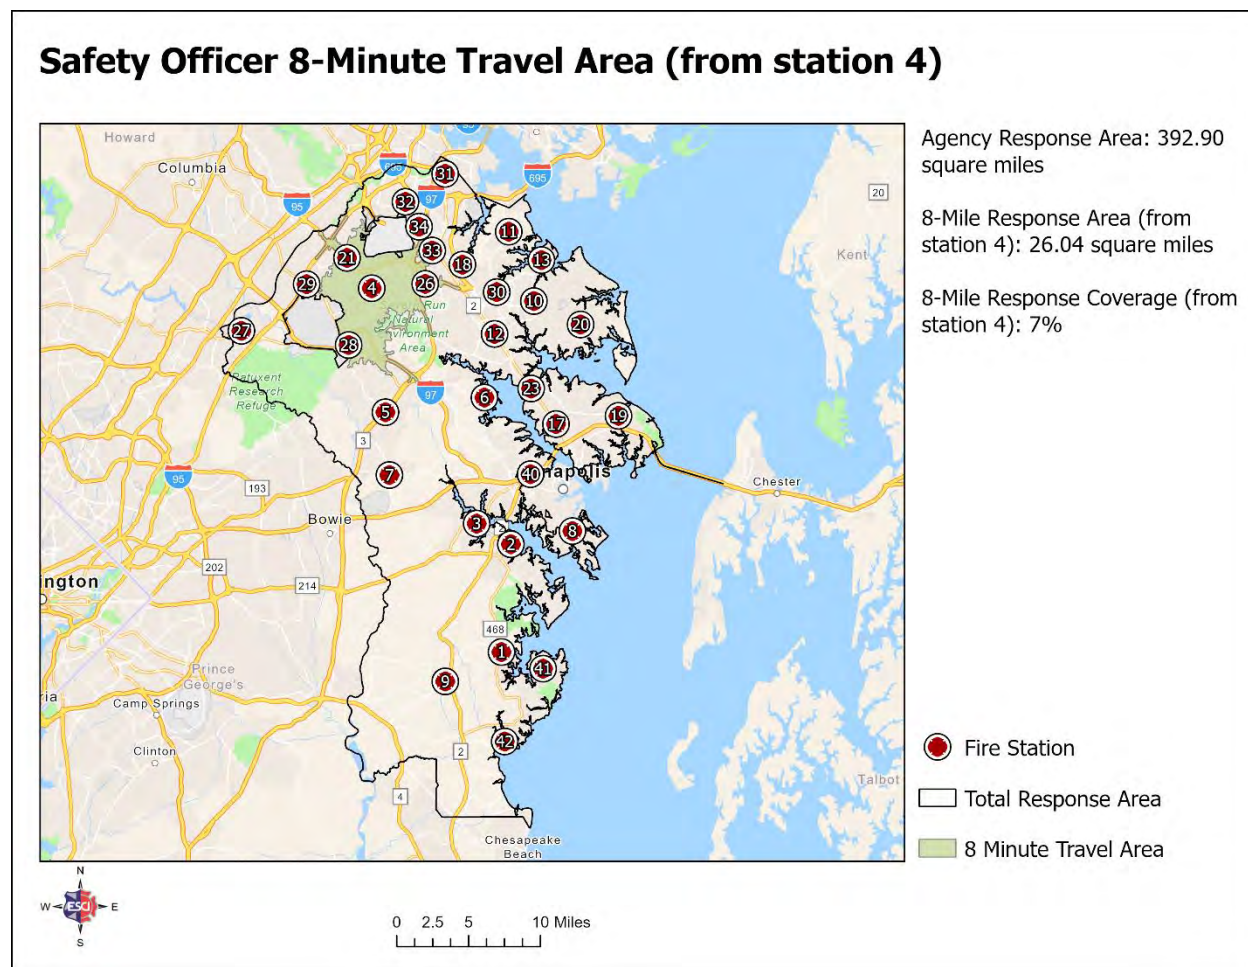 Safety Officer 8-Minute Travel Area (from station 4)
Agency Response Area: 392.90
square miles
8-Mile Response Area (from
station 4): 26.04 square miles
8-Mile Response Coverage (from
station 4): 7%
Howard
Columbia
95
97
695
20
Kent
31
32
34
11
33
21
18
13
29
4
26
30
10
2
27
28
12
20
Run
Natural
Environment
Area
Patuxent
Research
Refuge
97
6
23
5
17
19
3
7
40
napolis
95
193
Chester
Bowie
3
2
8
202
ington
214
468
1
41
Prince
George's
9
ria
Camp Springs
Clinton
42
2
4
Talbot
Chesapeake
Beach
Fire Station
Total Response Area
8 Minute Travel Area
N
W
E
S
ESCI
0 2.5 5 10 Miles